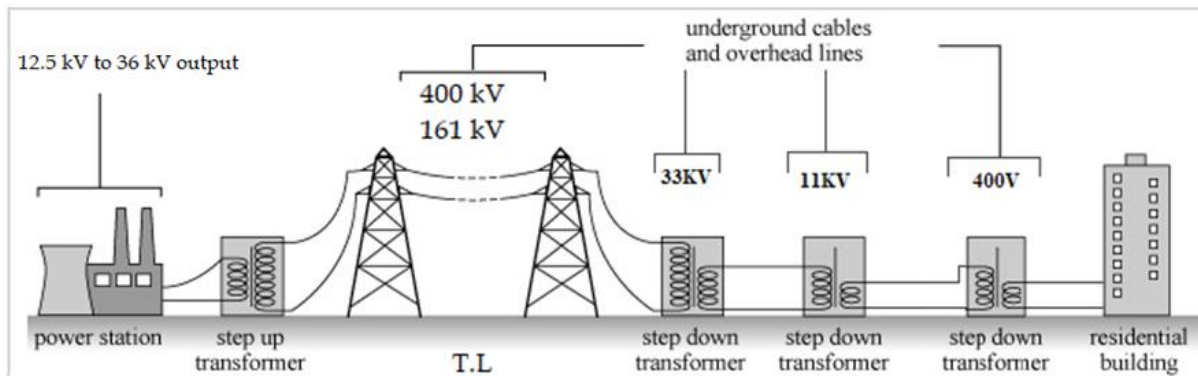 underground cables
and overhead lines
12.5 kV to 36 kV output
400 kV
161 kV
33KV
11KV
400V
power station
step up
transformer
T.L
step down
transformer
step down
transformer
step down
transformer
residential
building